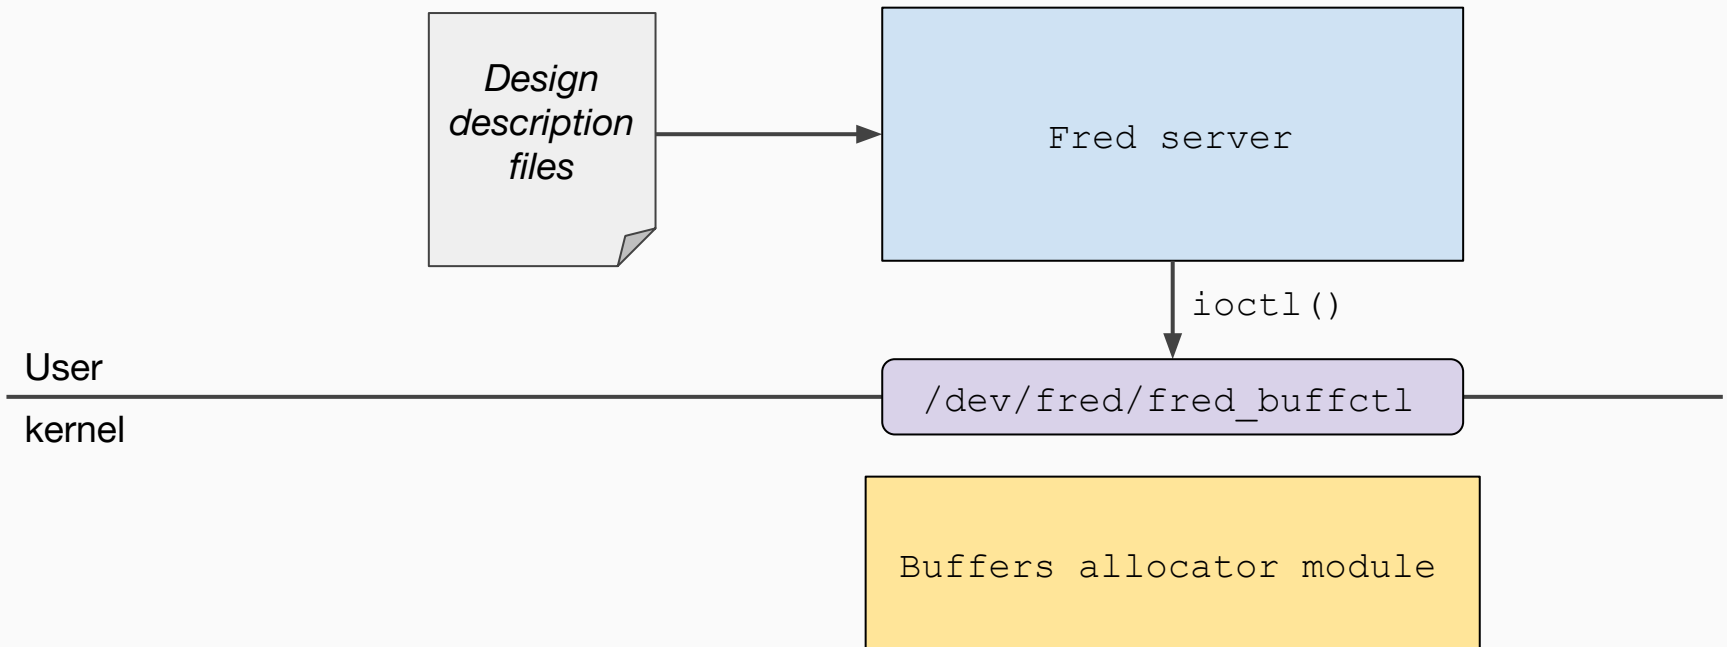 Design
description
files
Fred server
ioctl()
User
/dev/fred/fred_buffctl
kernel
Buffers allocator module